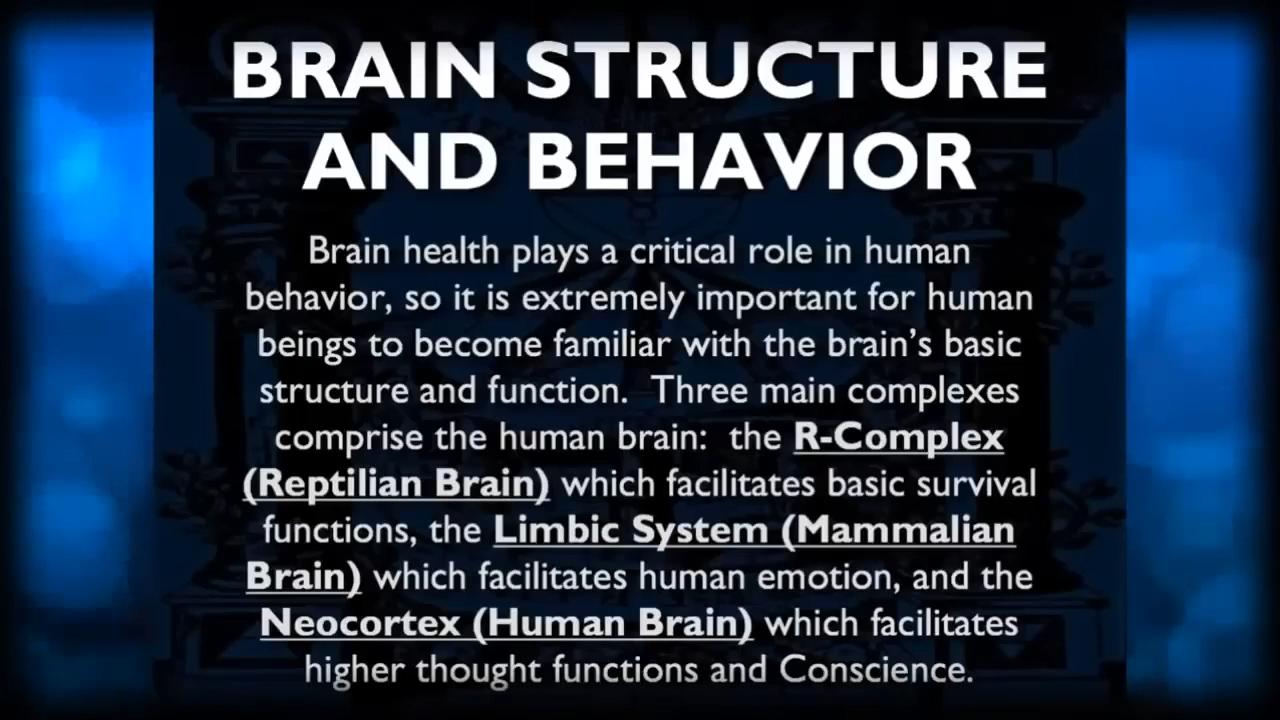 BRAIN STRUCTURE
AND BEHAVIOR
Brain health plays a critical role in human
behavior, so it is extremely important for human
beings to become familiar with the brain’s basic
structure and function.  Three main complexes
comprise the human brain:  the R-Complex
(Reptilian Brain) which facilitates basic survival
functions, the Limbic System (Mammalian
Brain) which facilitates human emotion, and the
Neocortex (Human Brain) which facilitates
higher thought functions and Conscience.